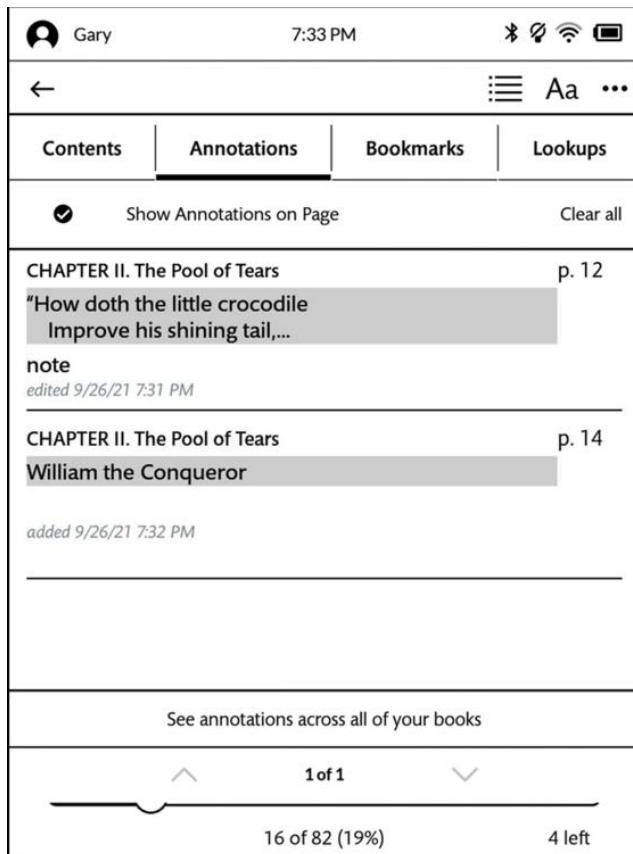 Gary 7:33 PM
Aa
Contents Annotations Bookmarks Lookups
Show Annotations on Page Clear all
CHAPTER II. The Pool of Tears p. 12
“How doth the little crocodile
Improve his shining tail,...
note
edited 9/26/21 7:31 PM
CHAPTER II. The Pool of Tears p. 14
William the Conqueror
added 9/26/21 7:32 PM
See annotations across all of your books
1 of 1
16 of 82 (19%) 4 left